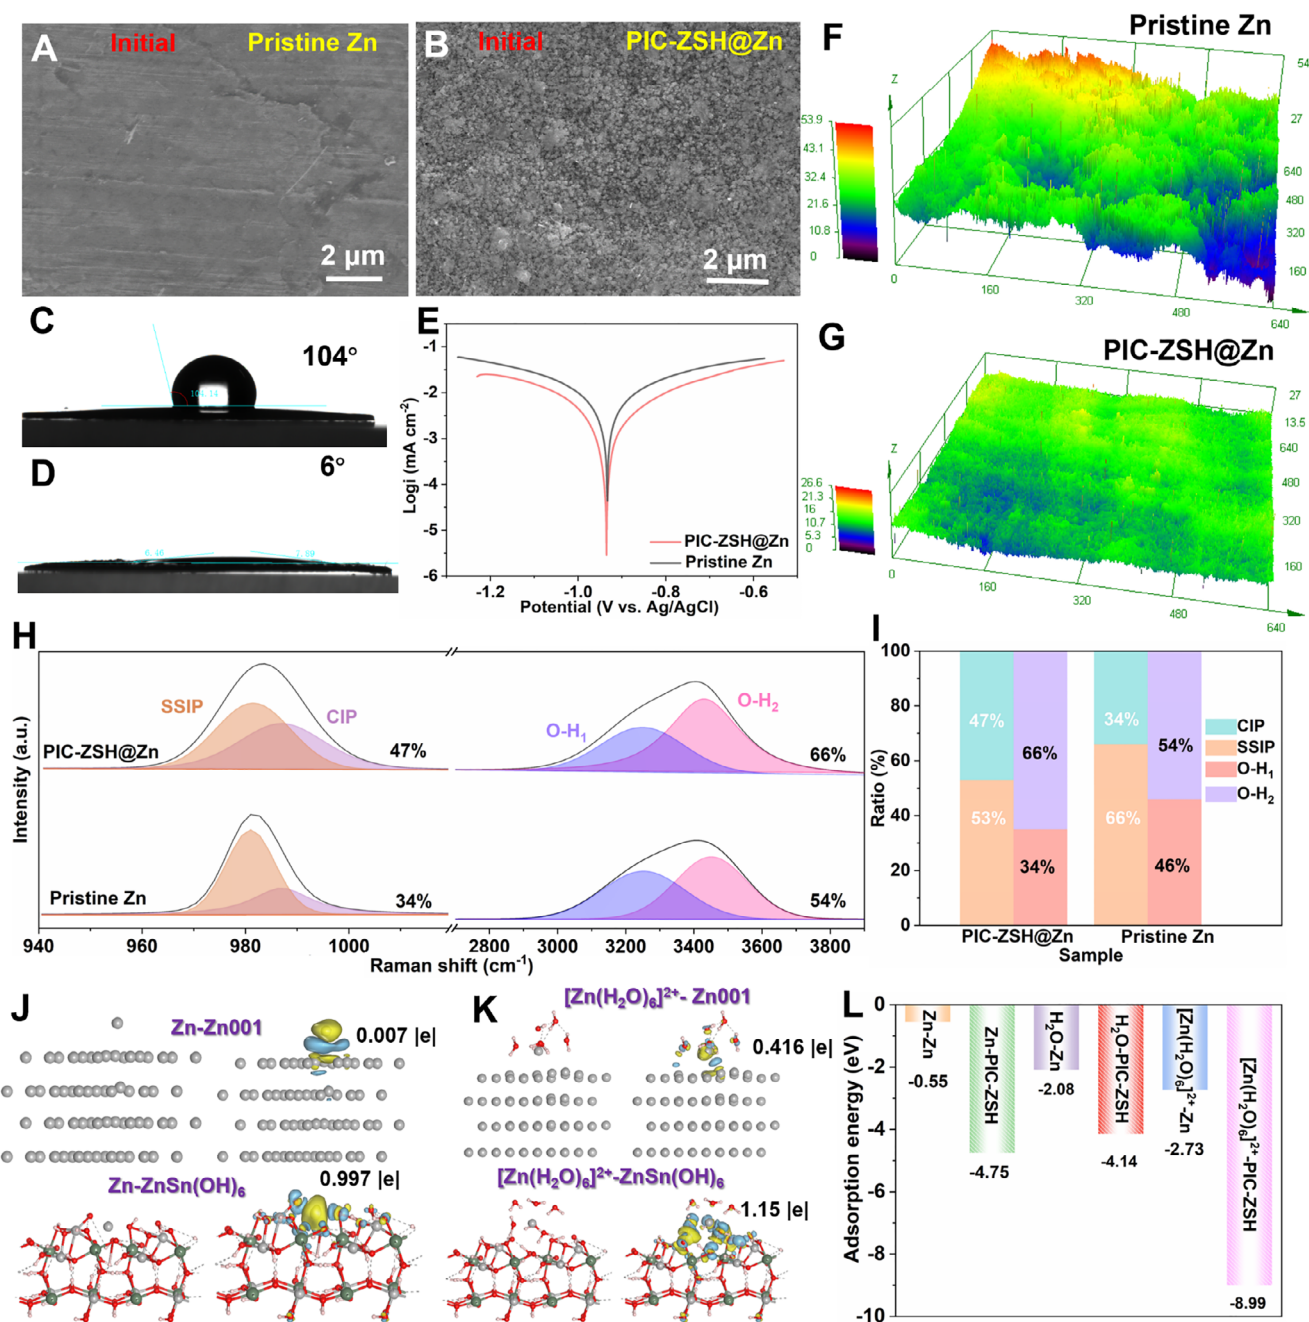 A
Initial
Pristine Zn
2 μm
B
Initial
PIC-ZSH@Zn
2 μm
F
Pristine Zn
Z
53.9
43.1
32.4
21.6
10.8
0
54
27
640
480
320
160
0
160
320
480
640
C
104°
104.14
D
6°
E
-1
-2
-3
-4
-5
-6
Logi (mA cm⁻²)
PIC-ZSH@Zn
Pristine Zn
-1.2
-1.0
-0.8
-0.6
Potential (V vs. Ag/AgCl)
G
PIC-ZSH@Zn
Z
26.6
21.3
16
10.7
5.3
0
27
13.5
640
480
320
160
0
160
320
480
640
H
SSIP
CIP
O-H₁
O-H₂
PIC-ZSH@Zn
47%
66%
Pristine Zn
34%
54%
Intensity (a.u.)
940
960
980
1000
2800
3000
3200
3400
3600
3800
Raman shift (cm⁻¹)
I
100
80
60
40
20
0
Ratio (%)
47%
53%
66%
34%
34%
66%
54%
46%
CIP
SSIP
O-H₁
O-H₂
PIC-ZSH@Zn
Pristine Zn
Sample
J
Zn-Zn001
0.007 |e|
Zn-ZnSn(OH)₆
0.997 |e|
K
[Zn(H₂O)₆]²⁺- Zn001
0.416 |e|
[Zn(H₂O)₆]²⁺-ZnSn(OH)₆
1.15 |e|
L
0
-2
-4
-6
-8
-10
Adsorption energy (eV)
Zn-Zn
-0.55
Zn-PIC-ZSH
-4.75
H₂O-Zn
-2.08
H₂O-PIC-ZSH
-4.14
[Zn(H₂O)₆]²⁺-Zn
-2.73
[Zn(H₂O)₆]²⁺-PIC-ZSH
-8.99